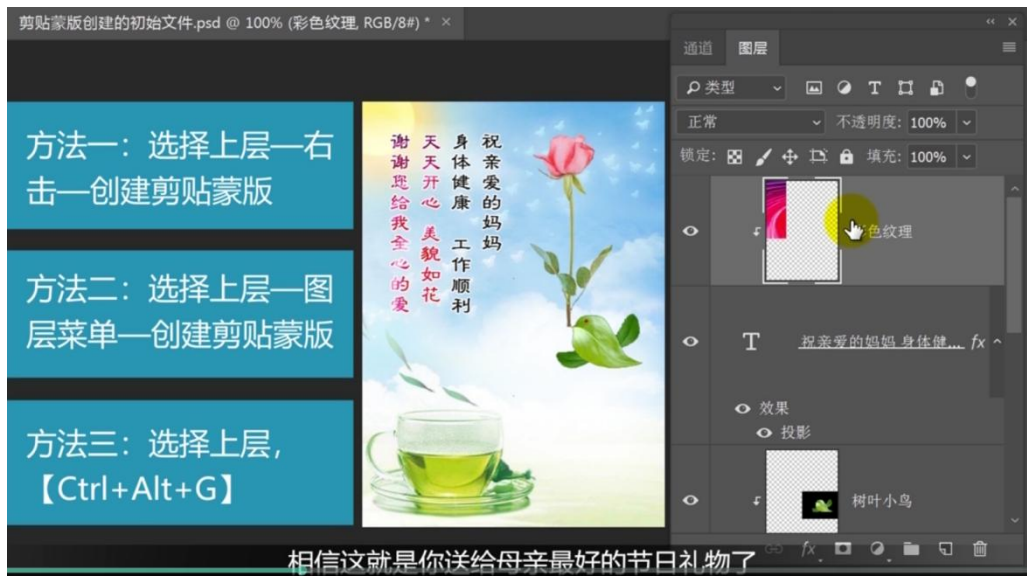 剪贴蒙版创建的初始文件.psd @ 100% (彩色纹理, RGB/8#) *
方法一：选择上层—右
击—创建剪贴蒙版
方法二：选择上层—图
层菜单—创建剪贴蒙版
方法三：选择上层，
【Ctrl+Alt+G】
祝亲爱的妈妈
身体健康 工作顺利
天天开心 美貌如花
谢谢您给我全心的爱
通道 图层
类型
正常 不透明度: 100%
锁定: 填充: 100%
色纹理
T 祝亲爱的妈妈 身体健... fx
效果
投影
树叶小鸟
fx
相信这就是你送给母亲最好的节日礼物了